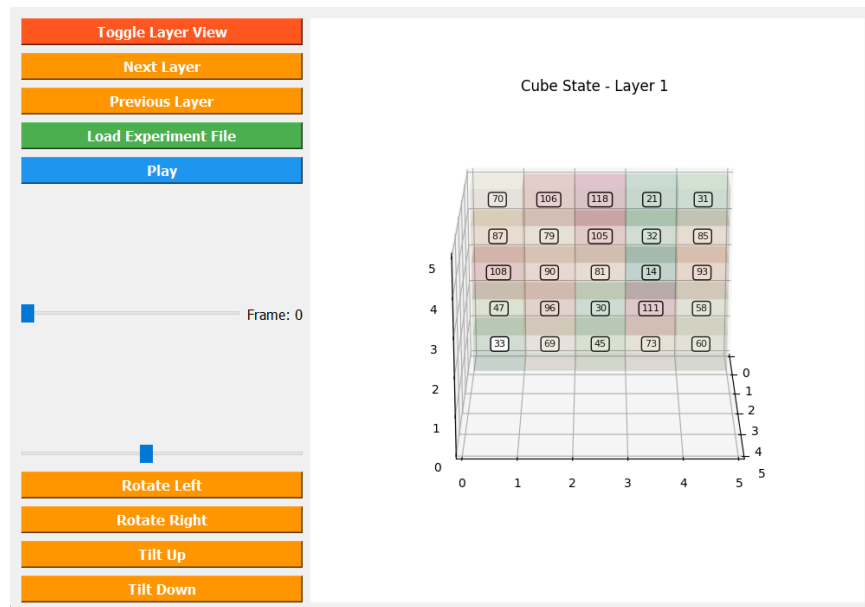 Toggle Layer View
Next Layer
Previous Layer
Load Experiment File
Play
Frame: 0
Rotate Left
Rotate Right
Tilt Up
Tilt Down
Cube State - Layer 1
70 106 118 21 31
87 79 105 32 85
108 90 81 14 93
47 96 30 111 58
33 69 45 73 60
5
4
3
2
1
0
0 1 2 3 4 5
0
1
2
3
4
5